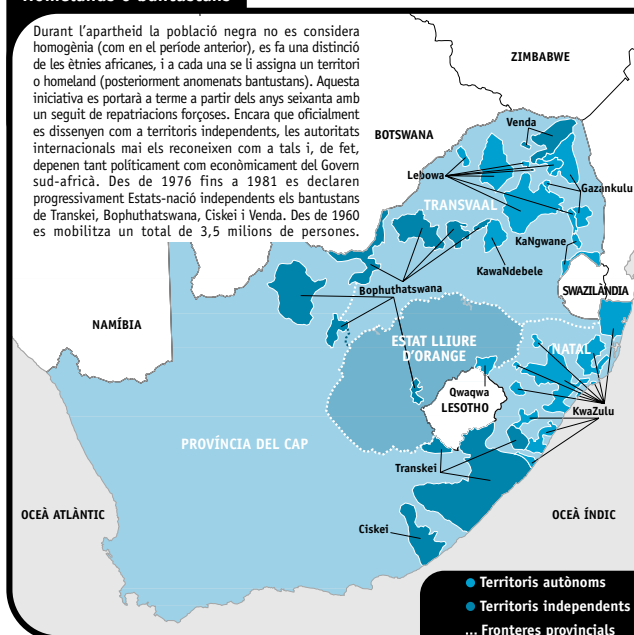 Homelands o bantustans
Durant l'apartheid la població negra no es considera
homogènia (com en el període anterior), es fa una distinció
de les ètnies africanes, i a cada una se li assigna un territori
o homeland (posteriorment anomenats bantustans). Aquesta
iniciativa es portarà a terme a partir dels anys seixanta amb
un seguit de repatriacions forçoses. Encara que oficialment
es dissenyen com a territoris independents, les autoritats
internacionals mai els reconeixen com a tals i, de fet,
depenen tant políticament com econòmicament del Govern
sud-africà. Des de 1976 fins a 1981 es declaren
progressivament Estats-nació independents els bantustans
de Transkei, Bophuthatswana, Ciskei i Venda. Des de 1960
es mobilitza un total de 3,5 milions de persones.
ZIMBABWE
Venda
BOTSWANA
Lebowa
Gazankulu
TRANSVAAL
KaNgwane
KawaNdebele
Bophuthatswana
SWAZILÀNDIA
NAMÍBIA
ESTAT LLIURE
D'ORANGE
NATAL
Qwaqwa
LESOTHO
KwaZulu
PROVÍNCIA DEL CAP
Transkei
OCEÀ ATLÀNTIC
OCEÀ ÍNDIC
Ciskei
Territoris autònoms
Territoris independents
... Fronteres provincials